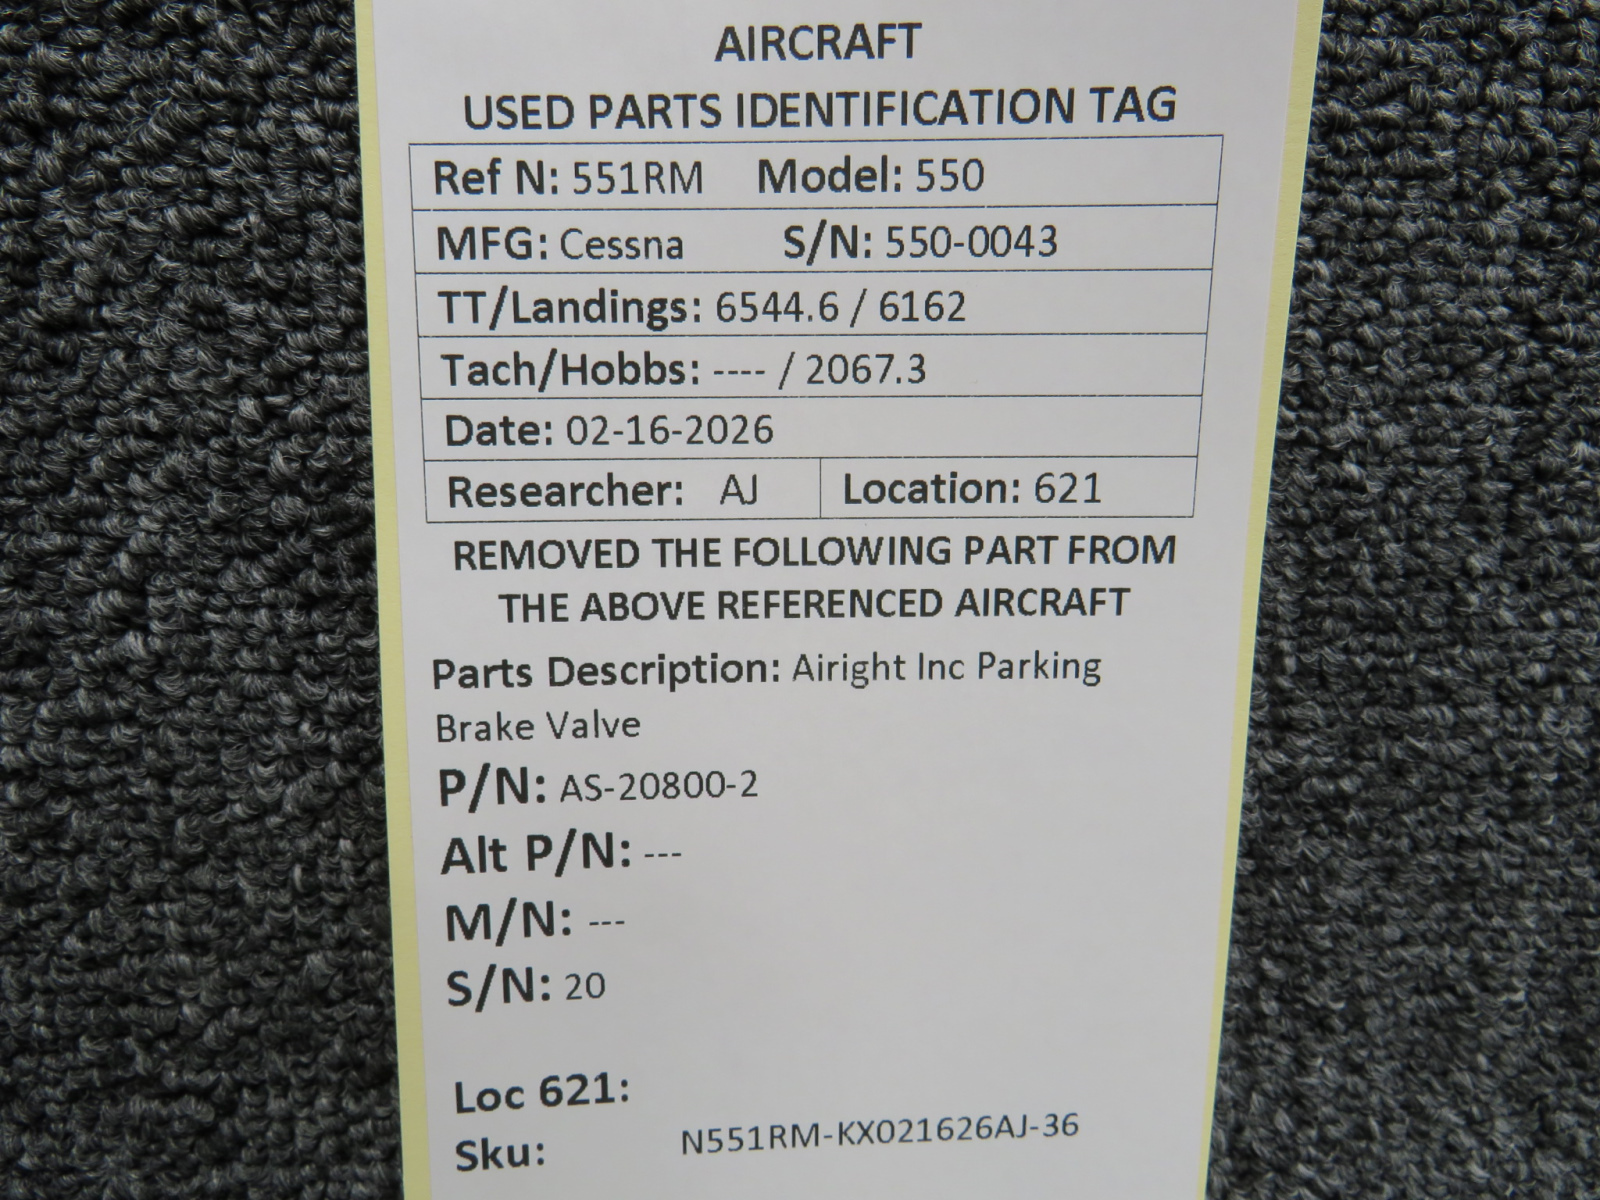 AIRCRAFT
USED PARTS IDENTIFICATION TAG
Ref N: 551RM Model: 550
MFG: Cessna S/N: 550-0043
TT/Landings: 6544.6 / 6162
Tach/Hobbs: ---- / 2067.3
Date: 02-16-2026
Researcher: AJ Location: 621
REMOVED THE FOLLOWING PART FROM
THE ABOVE REFERENCED AIRCRAFT
Parts Description: Airight Inc Parking
Brake Valve
P/N: AS-20800-2
Alt P/N: ---
M/N: ---
S/N: 20
Loc 621:
Sku: N551RM-KX021626AJ-36